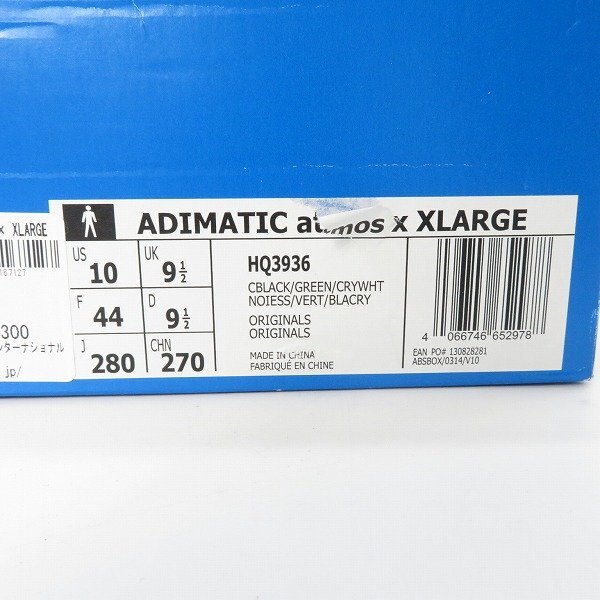 × XLARGE
167127
300
ンターナショナル
jp/
ADIMATIC atmos x XLARGE
US 10 UK 9 1/2
F 44 D 9 1/2
J 280 CHN 270
HQ3936
CBLACK/GREEN/CRYWHT
NOIESS/VERT/BLACRY
ORIGINALS
ORIGINALS
MADE IN CHINA
FABRIQUÉ EN CHINE
4 066746 652978
EAN PO# 130828281
ABSBOX/0314/V10